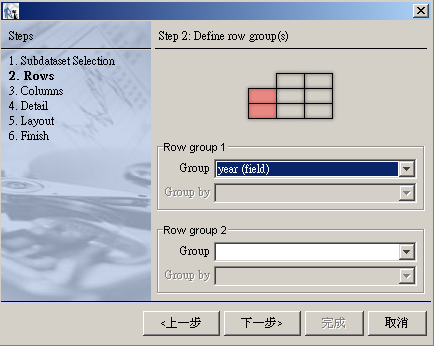 Steps
1. Subdataset Selection
2. Rows
3. Columns
4. Detail
5. Layout
6. Finish
Step 2: Define row group(s)
Row group 1
Group year (field)
Group by
Row group 2
Group
Group by
<上一步 下一步> 完成 取消